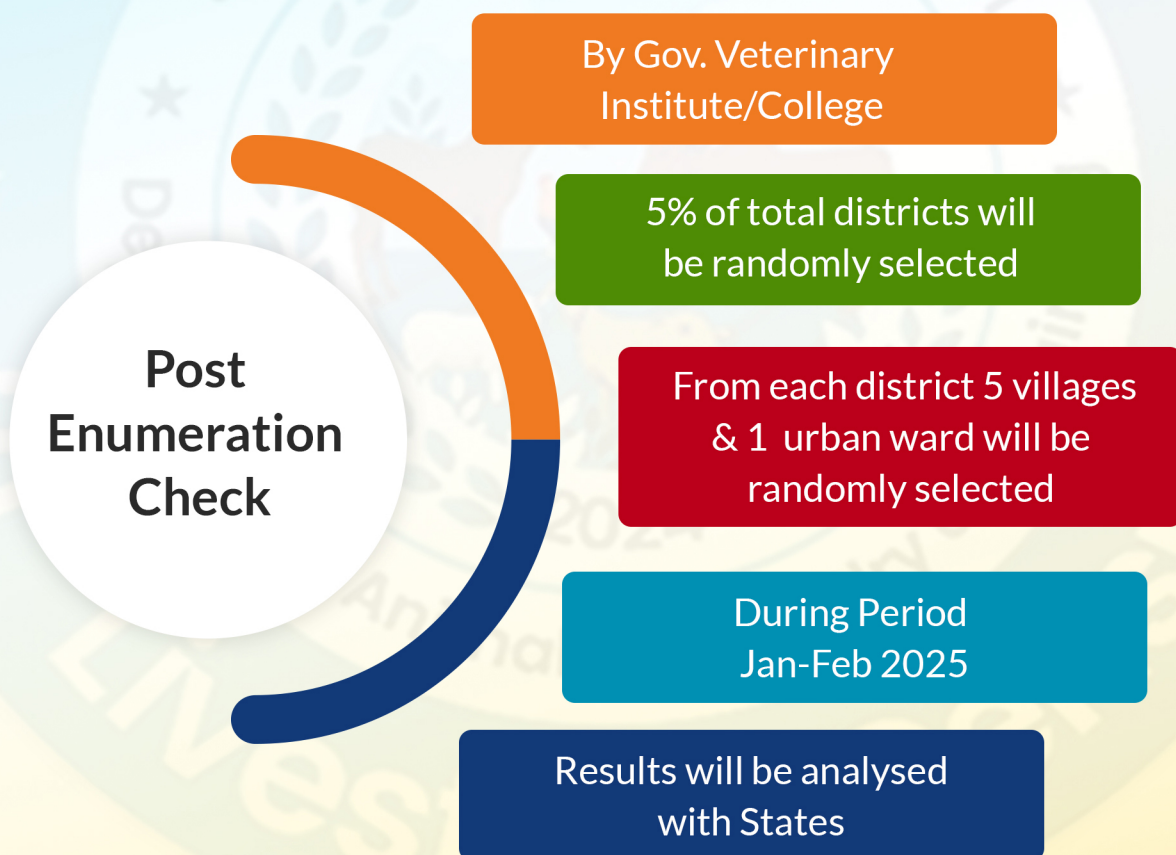 By Gov. Veterinary
Institute/College
5% of total districts will
be randomly selected
From each district 5 villages
& 1 urban ward will be
randomly selected
Post
Enumeration
Check
During Period
Jan-Feb 2025
Results will be analysed
with States
2024